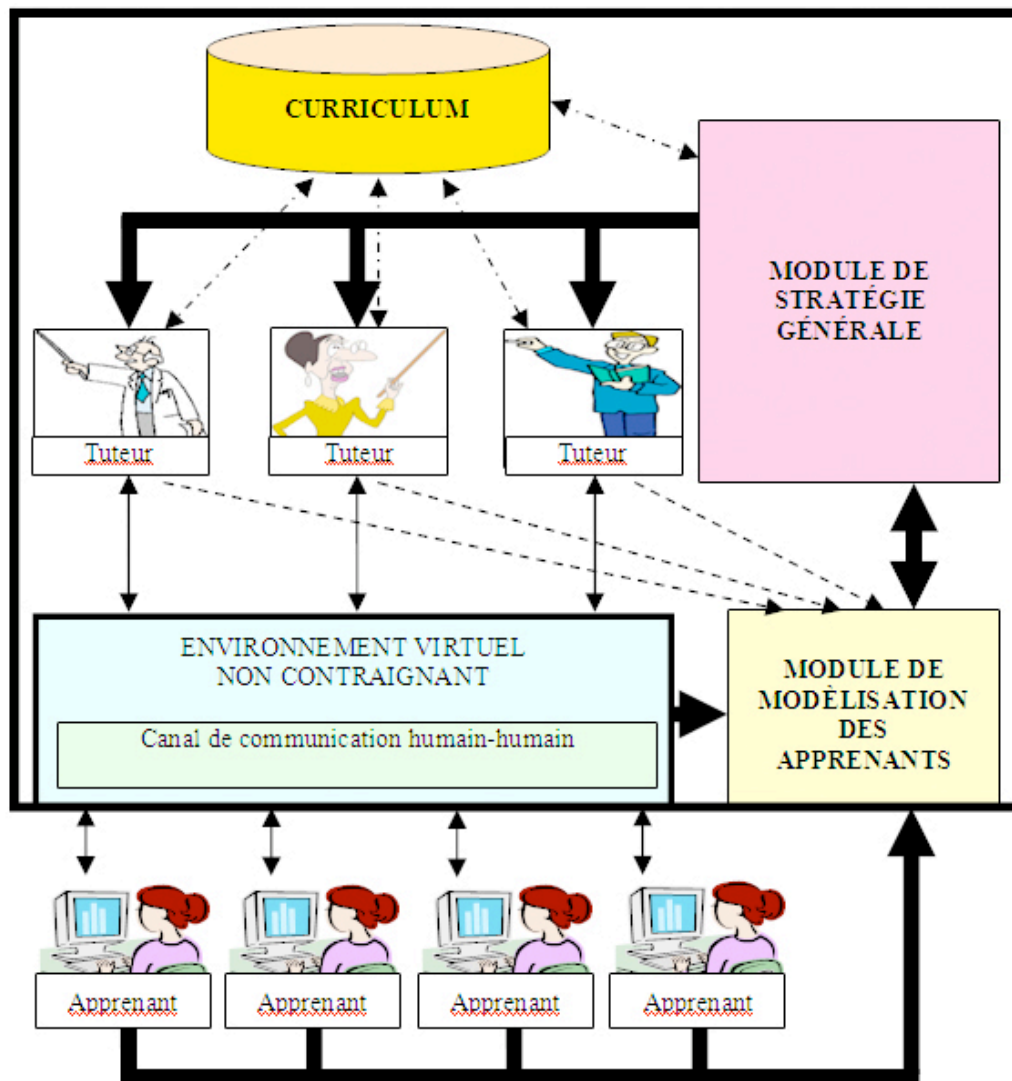 CURRICULUM
MODULE DE
STRATÉGIE
GÉNÉRALE
Tuteur
Tuteur
Tuteur
ENVIRONNEMENT VIRTUEL
NON CONTRAIGNANT
Canal de communication humain-humain
MODULE DE
MODÈLISATION
DES
APPRENANTS
Apprenant
Apprenant
Apprenant
Apprenant